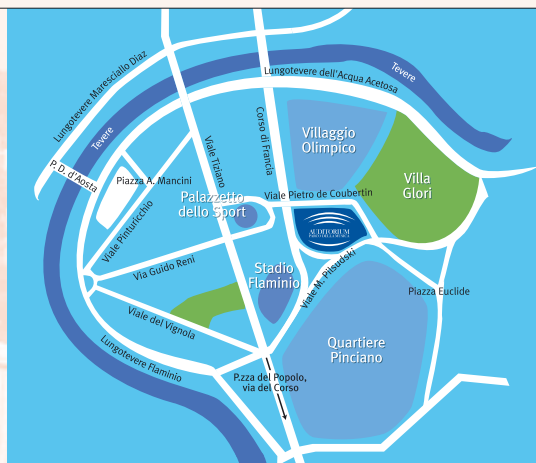 Lungotevere Maresciallo Diaz
Tevere
Lungotevere dell'Acqua Acetosa
Tevere
P. D. d'Aosta
Piazza A. Mancini
Viale Tiziano
Corso di Francia
Villaggio
Olimpico
Villa
Glori
Viale Pietro de Coubertin
Palazzetto
dello Sport
AUDITORIUM
PARCO DELLA MUSICA
Viale Pinturicchio
Via Guido Reni
Stadio
Flaminio
Viale M. Pilsudski
Piazza Euclide
Viale del Vignola
Lungotevere Flaminio
Quartiere
Pinciano
P.zza del Popolo,
via del Corso